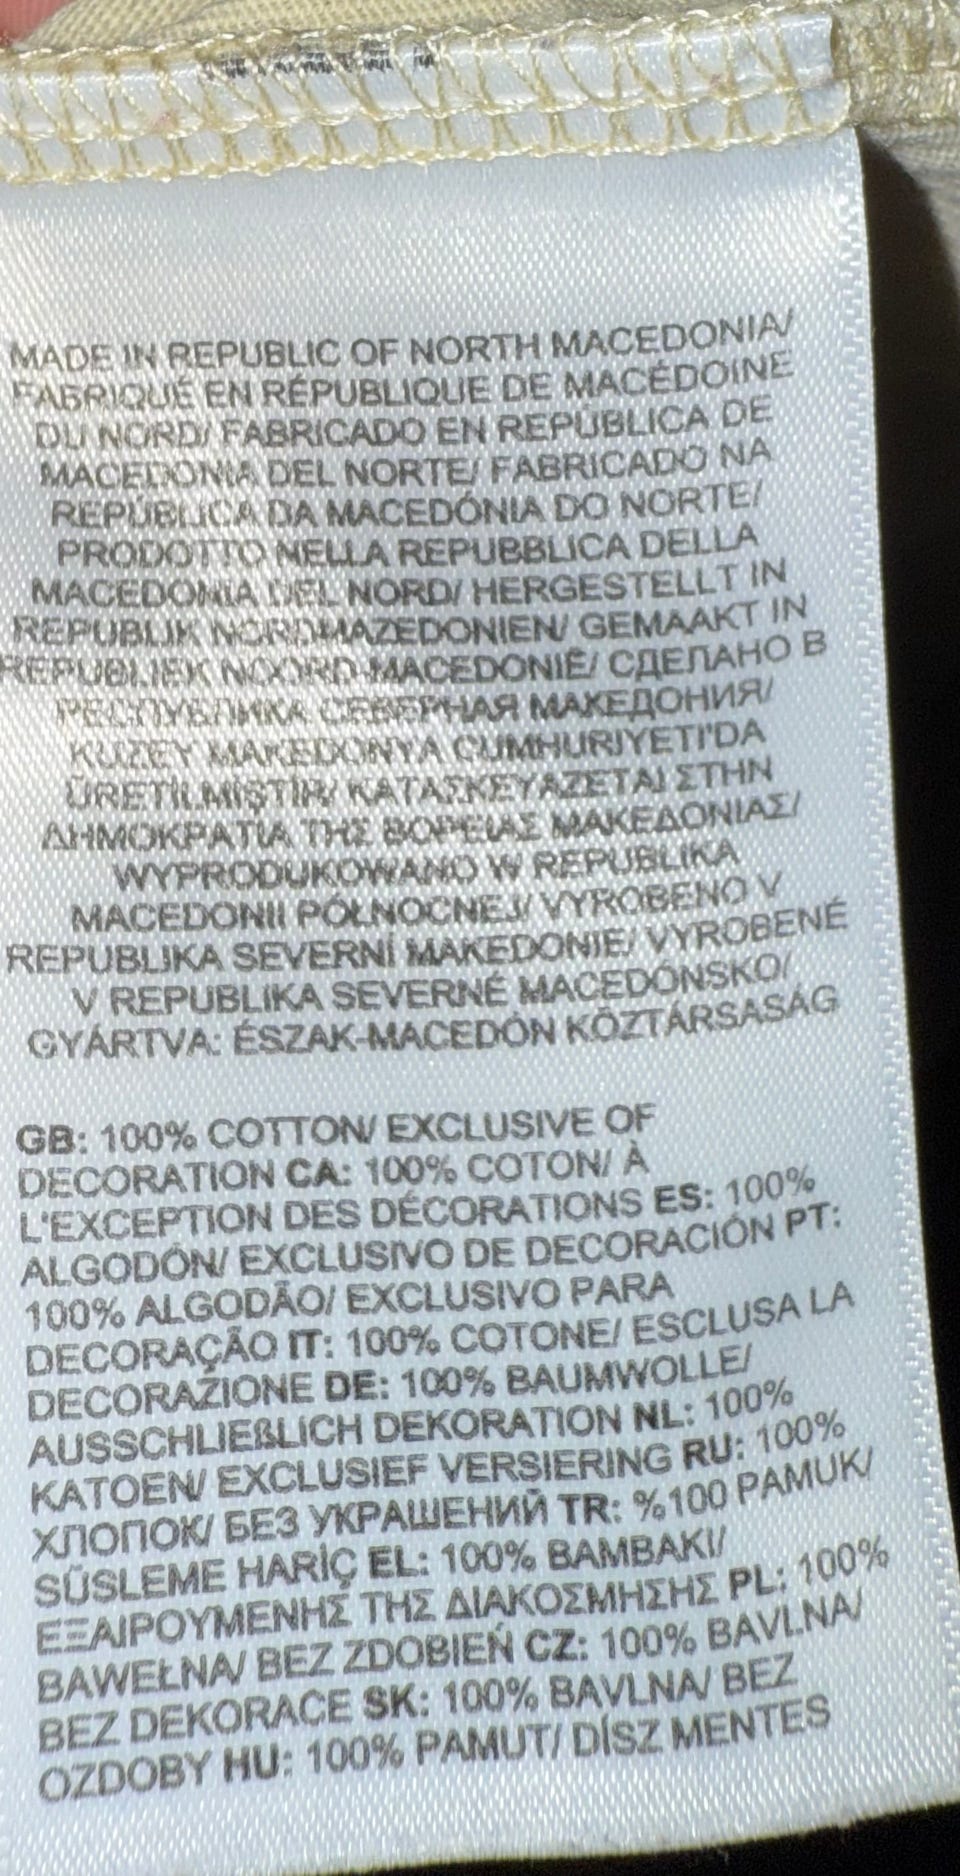 MADE IN REPUBLIC OF NORTH MACEDONIA/
FABRIQUÉ EN RÉPUBLIQUE DE MACÉDOINE
DU NORD/ FABRICADO EN REPÚBLICA DE
MACEDONIA DEL NORTE/ FABRICADO NA
REPÚBLICA DA MACEDÓNIA DO NORTE/
PRODOTTO NELLA REPUBBLICA DELLA
MACEDONIA DEL NORD/ HERGESTELLT IN
REPUBLIK NORDMAZEDONIEN/ GEMAAKT IN
REPUBLIEK NOORD-MACEDONIË/ СДЕЛАНО В
РЕСПУБЛИКА СЕВЕРНАЯ МАКЕДОНИЯ/
KUZEY MAKEDONYA CUMHURIYETI'DA
ÜRETİLMİŞTİR/ ΚΑΤΑΣΚΕΥΑΖΕΤΑΙ ΣΤΗΝ
ΔΗΜΟΚΡΑΤΙΑ ΤΗΣ ΒΟΡΕΙΑΣ ΜΑΚΕΔΟΝΙΑΣ/
WYPRODUKOWANO W REPUBLIKA
MACEDONII PÓŁNOCNEJ/ VYROBENO V
REPUBLIKA SEVERNÍ MAKEDONIE/ VYROBENÉ
V REPUBLIKA SEVERNÉ MACEDÓNSKO/
GYÁRTVA: ÉSZAK-MACEDÓN KÖZTÁRSASÁG
GB: 100% COTTON/ EXCLUSIVE OF
DECORATION CA: 100% COTON/ À
L'EXCEPTION DES DÉCORATIONS ES: 100%
ALGODÓN/ EXCLUSIVO DE DECORACIÓN PT:
100% ALGODÃO/ EXCLUSIVO PARA
DECORAÇÃO IT: 100% COTONE/ ESCLUSA LA
DECORAZIONE DE: 100% BAUMWOLLE/
AUSSCHLIEßLICH DEKORATION NL: 100%
KATOEN/ EXCLUSIEF VERSIERING RU: 100%
ХЛОПОК/ БЕЗ УКРАШЕНИЙ TR: %100 PAMUK/
SÜSLEME HARİÇ EL: 100% ΒΑΜΒΑΚΙ/
ΕΞΑΙΡΟΥΜΕΝΗΣ ΤΗΣ ΔΙΑΚΟΣΜΗΣΗΣ PL: 100%
BAWEŁNA/ BEZ ZDOBIEŃ CZ: 100% BAVLNA/
BEZ DEKORACE SK: 100% BAVLNA/ BEZ
OZDOBY HU: 100% PAMUT/ DÍSZ MENTES